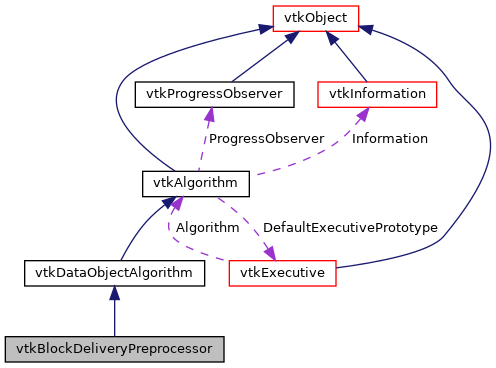 vtkObject
vtkProgressObserver
vtkInformation
ProgressObserver
Information
vtkAlgorithm
Algorithm
DefaultExecutivePrototype
vtkDataObjectAlgorithm
vtkExecutive
vtkBlockDeliveryPreprocessor